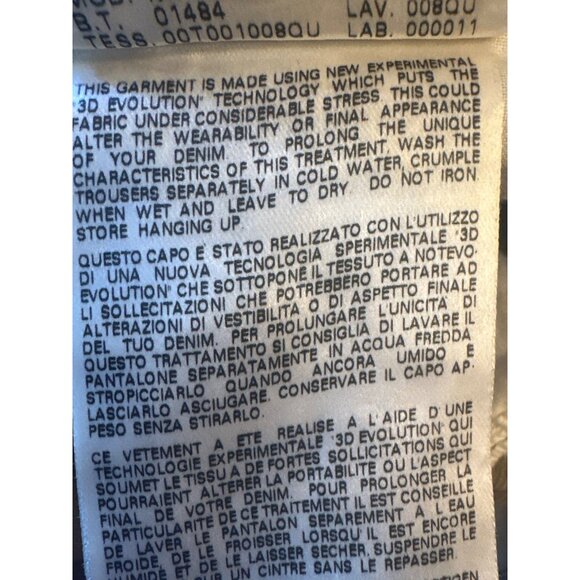 B.T. 01484 LAV. 008QU
TESS. 00T001008QU LAB. 000011
THIS GARMENT IS MADE USING NEW EXPERIMENTAL
"3D EVOLUTION" TECHNOLOGY WHICH PUTS THE
FABRIC UNDER CONSIDERABLE STRESS. THIS COULD
ALTER THE WEARABILITY OR FINAL APPEARANCE
OF YOUR DENIM. TO PROLONG THE UNIQUE
CHARACTERISTICS OF THIS TREATMENT, WASH THE
TROUSERS SEPARATELY IN COLD WATER, CRUMPLE
WHEN WET AND LEAVE TO DRY. DO NOT IRON.
STORE HANGING UP.
QUESTO CAPO È STATO REALIZZATO CON L'UTILIZZO
DI UNA NUOVA TECNOLOGIA SPERIMENTALE "3D
EVOLUTION" CHE SOTTOPONE IL TESSUTO A NOTEVO-
LI SOLLECITAZIONI CHE POTREBBERO PORTARE AD
ALTERAZIONI DI VESTIBILITÀ O DI ASPETTO FINALE
DEL TUO DENIM. PER PROLUNGARE L'UNICITÀ DI
QUESTO TRATTAMENTO SI CONSIGLIA DI LAVARE IL
PANTALONE SEPARATAMENTE IN ACQUA FREDDA
STROPICCIARLO QUANDO ANCORA UMIDO E
LASCIARLO ASCIUGARE. CONSERVARE IL CAPO AP-
PESO SENZA STIRARLO.
CE VETEMENT A ETE REALISE A L'AIDE D'UNE
TECHNOLOGIE EXPERIMENTALE "3D EVOLUTION" QUI
SOUMET LE TISSU A DE FORTES SOLLICITATIONS QUI
POURRAIENT ALTERER LA PORTABILITE OU L'ASPECT
FINAL DE VOTRE DENIM. POUR PROLONGER LA
PARTICULARITE DE CE TRAITEMENT IL EST CONSEILLE
DE LAVER LE PANTALON SEPAREMENT A L'EAU
FROIDE, DE LE FROISSER LORSQU'IL EST ENCORE
HUMIDE ET DE LE LAISSER SECHER. SUSPENDRE LE
SUR UN CINTRE SANS LE REPASSER.